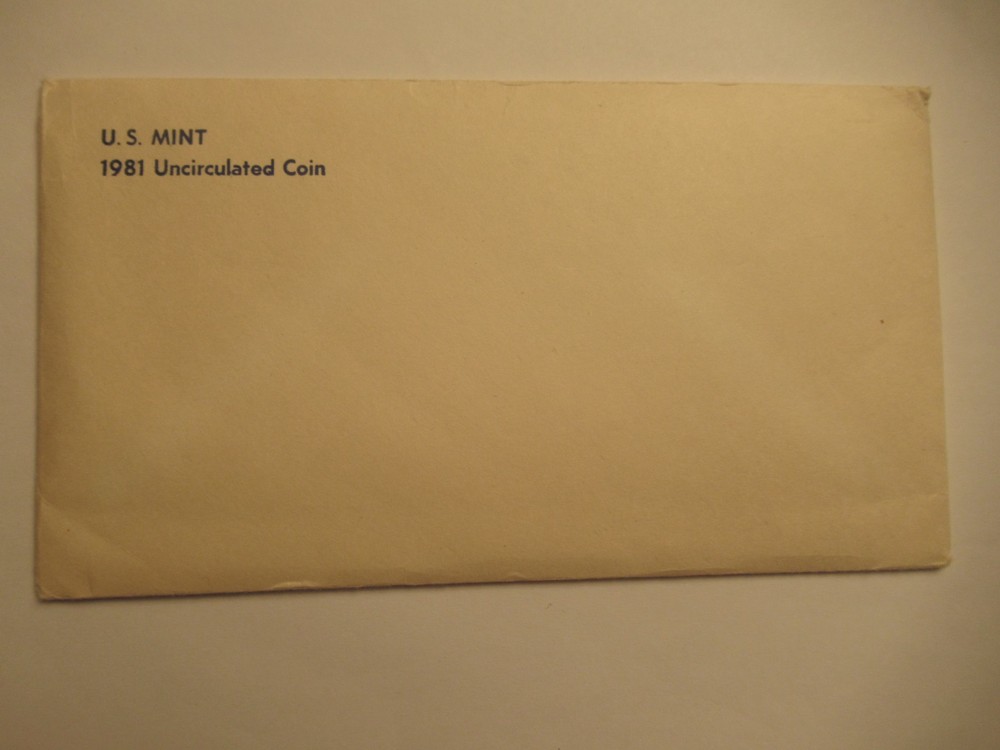 U.S. MINT
1981 Uncirculated Coin